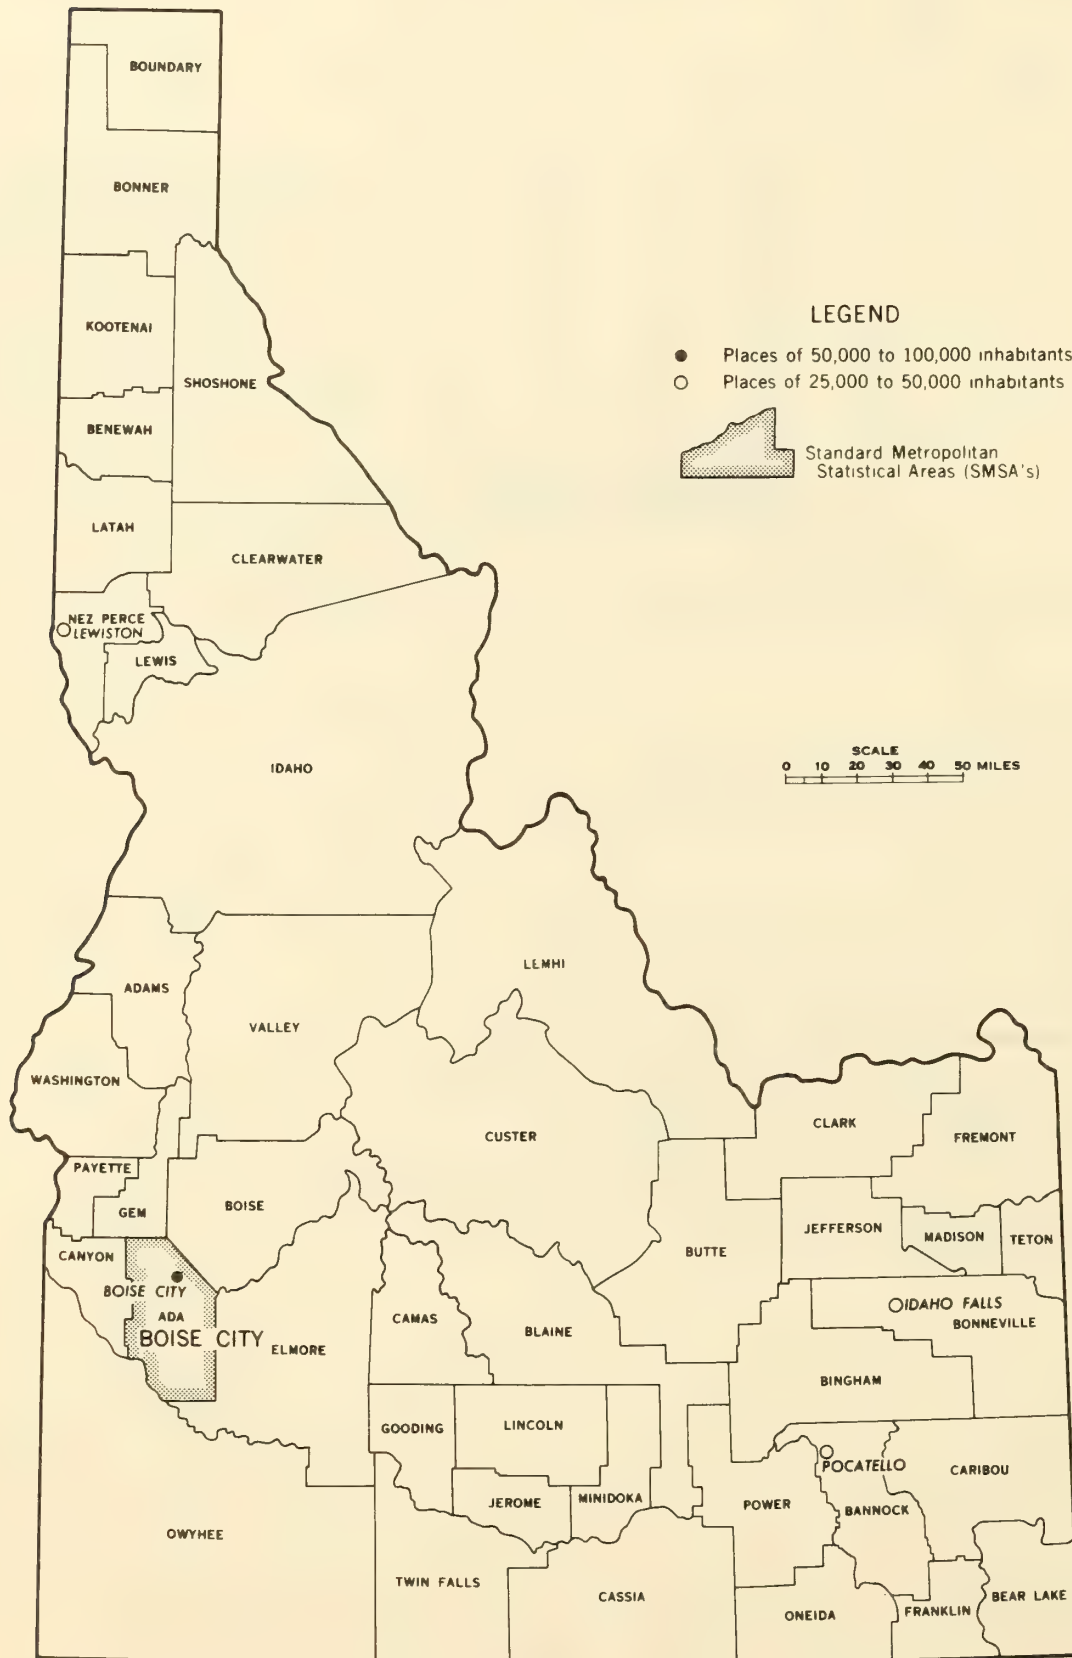 BOUNDARY
BONNER
KOOTENAI
SHOSHONE
BENEWAH
LATAH
CLEARWATER
NEZ PERCE
LEWISTON
LEWIS
IDAHO
LEGEND
Places of 50,000 to 100,000 inhabitants
Places of 25,000 to 50,000 inhabitants
Standard Metropolitan
Statistical Areas (SMSA's)
SCALE
0 10 20 30 40 50 MILES
LEMHI
ADAMS
VALLEY
WASHINGTON
CUSTER
CLARK
FREMONT
PAYETTE
GEM
BOISE
BUTTE
JEFFERSON
MADISON
TETON
CANYON
BOISE CITY
ADA
BOISE CITY
ELMORE
CAMAS
BLAINE
IDAHO FALLS
BONNEVILLE
BINGHAM
GOODING
LINCOLN
JEROME
MINIDOKA
POWER
POCATELLO
BANNOCK
CARIBOU
OWYHEE
TWIN FALLS
CASSIA
ONEIDA
FRANKLIN
BEAR LAKE